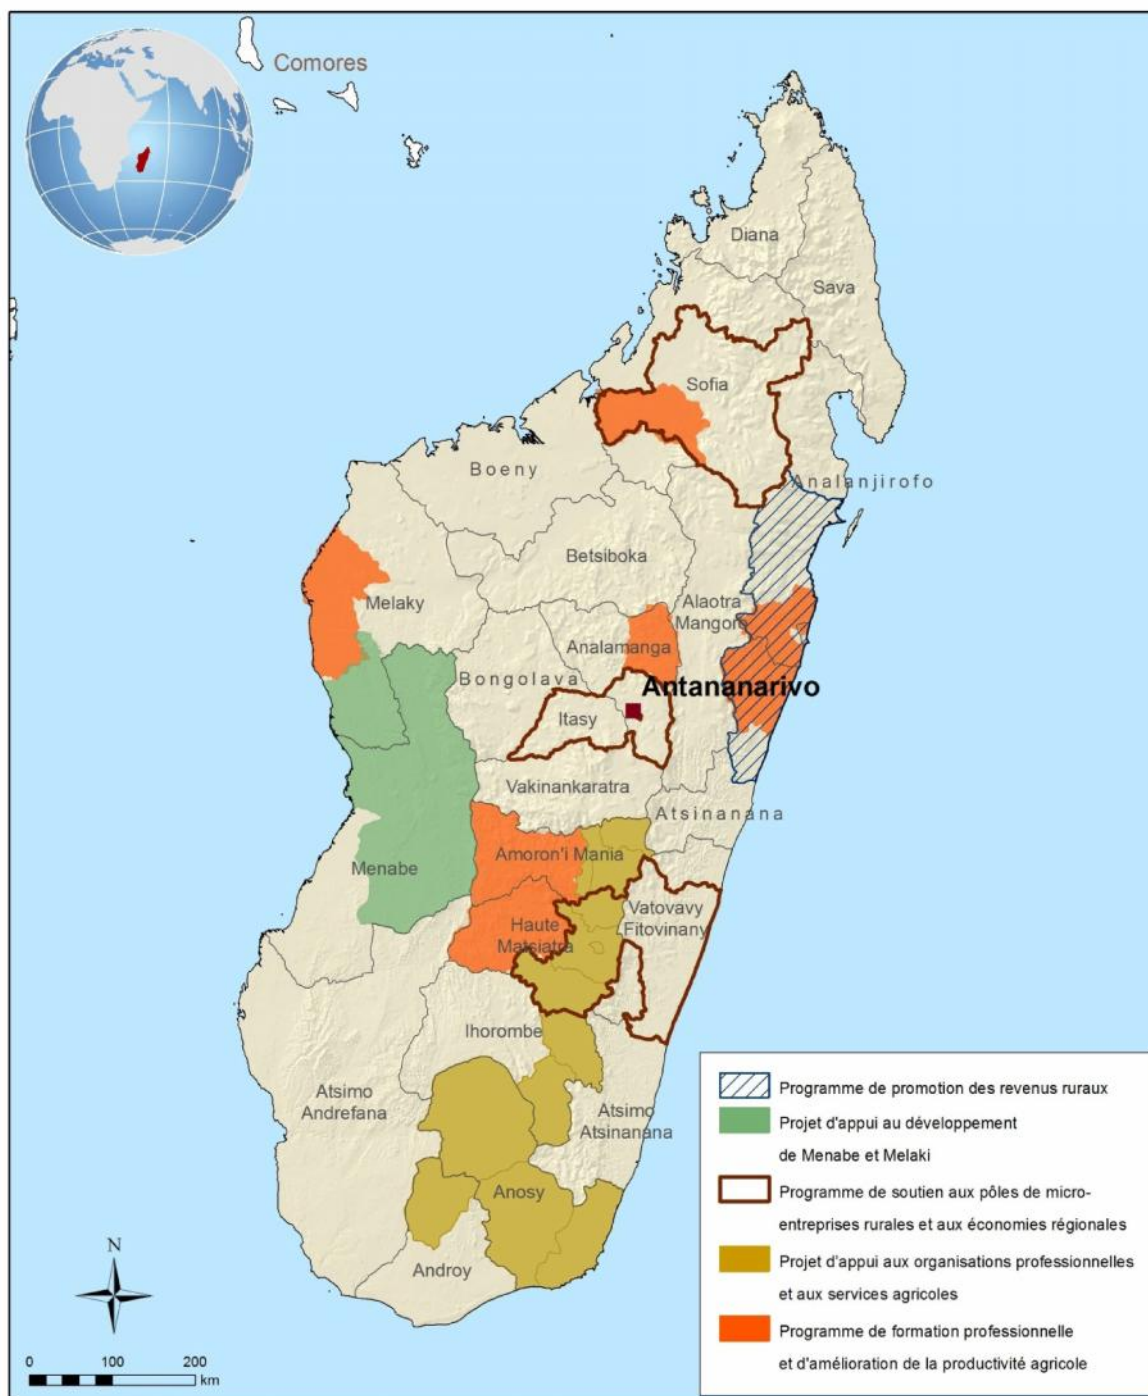 Comores
Diana
Sava
Sofia
Analanjirofo
Boeny
Betsiboka
Melaky
Alaotra
Mangoro
Analamanga
Bongolava
Antananarivo
Itasy
Vakinankaratra
Atsinanana
Amoron'i Mania
Menabe
Vatovavy
Fitovinany
Haute
Matsiatra
Ihorombe
Atsimo
Andrefana
Atsimo
Atsinanana
Anosy
Androy
N
0 100 200
km
Programme de promotion des revenus ruraux
Projet d'appui au développement
de Menabe et Melaki
Programme de soutien aux pôles de micro-
entreprises rurales et aux économies régionales
Projet d'appui aux organisations professionnelles
et aux services agricoles
Programme de formation professionnelle
et d'amélioration de la productivité agricole